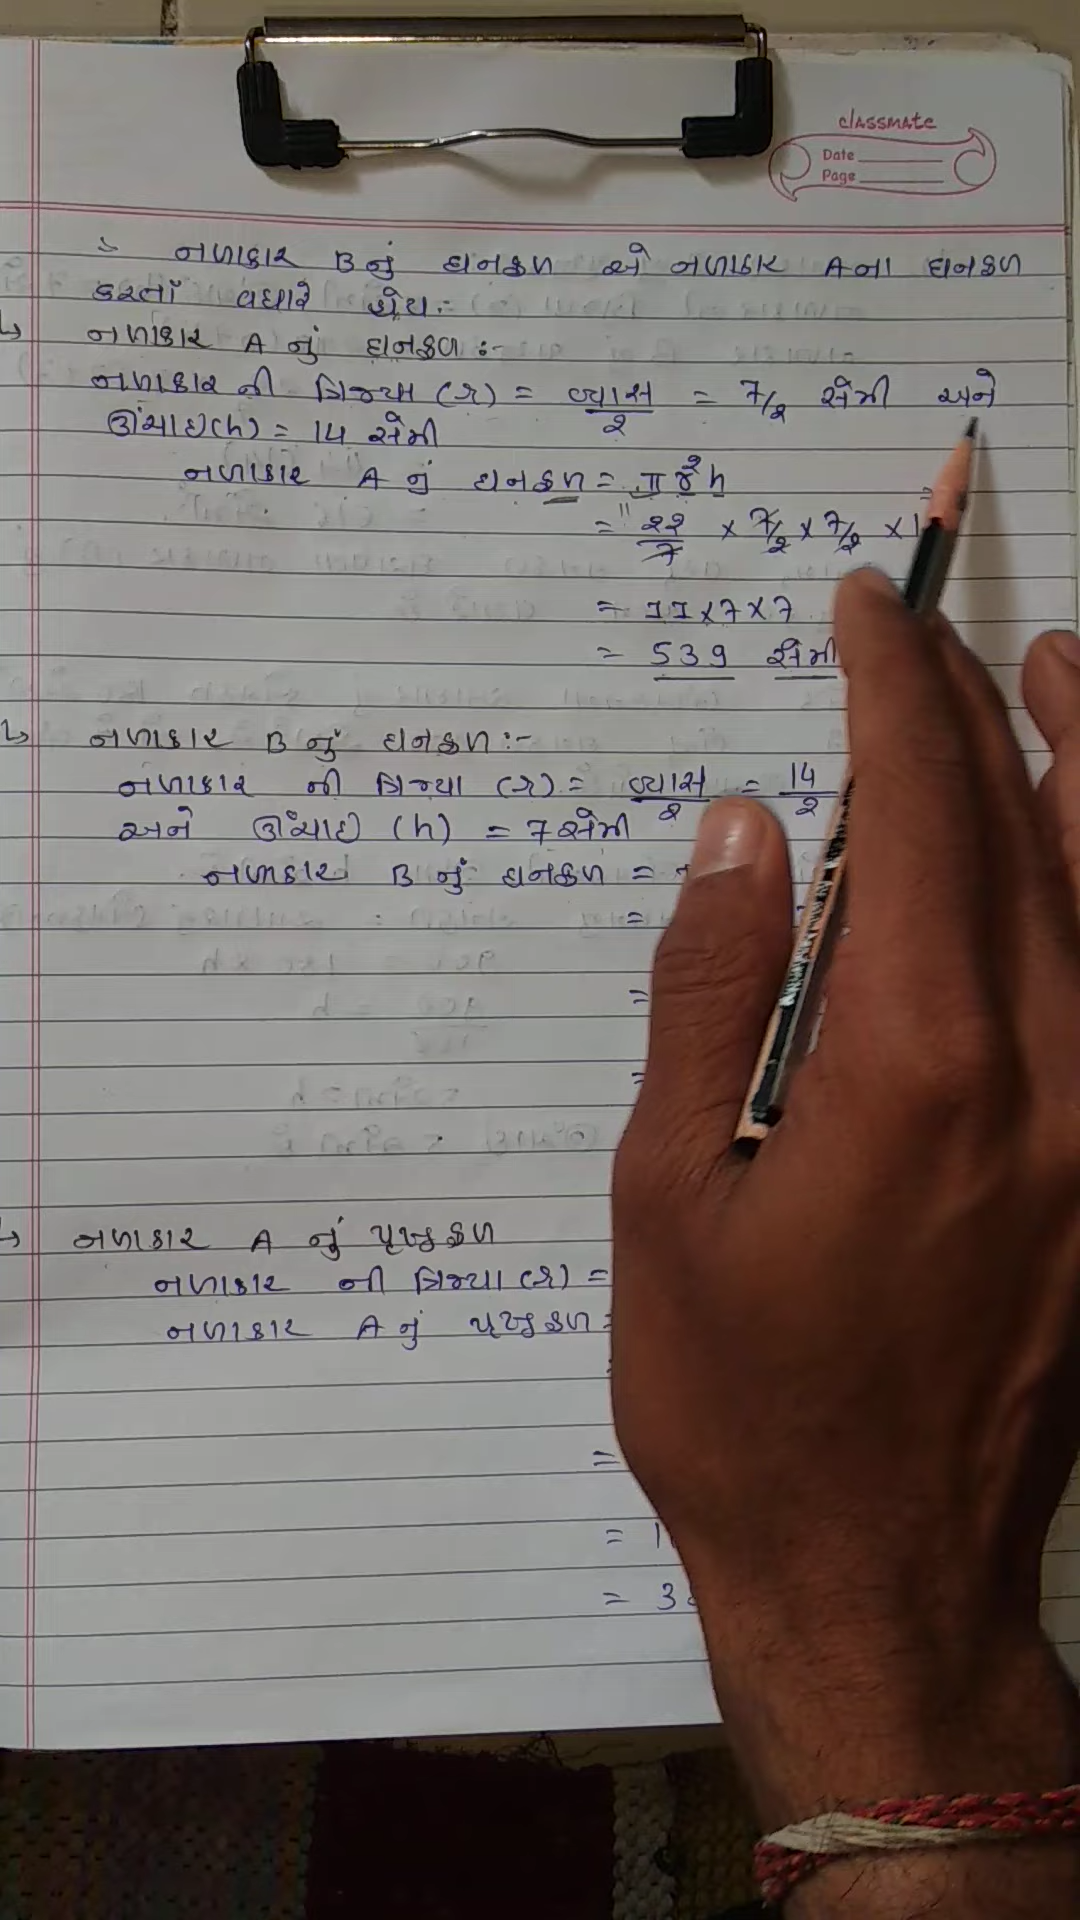 classmate
Date
Page
નળાકાર B નું ઘનફળ એ નળાકાર A ના ઘનફળ
કરતાં વધારે હોય.
નળાકાર A નું ઘનફળ :-
નળાકાર ની ત્રિજ્યા (r) = વ્યાસ/2 = 7/2 સેમી અને
ઊંચાઇ (h) = 14 સેમી
નળાકાર A નું ઘનફળ = πr²h
= 22/7 × 7/2 × 7/2 × 1
= 11 × 7 × 7
= 539 સેમી
નળાકાર B નું ઘનફળ :-
નળાકાર ની ત્રિજ્યા (r) = વ્યાસ/2 = 14/2
અને ઊંચાઇ (h) = 7 સેમી
નળાકાર B નું ઘનફળ =
=
=
=
નળાકાર A નું પૃષ્ઠફળ
નળાકાર ની ત્રિજ્યા (r) =
નળાકાર A નું પૃષ્ઠફળ =
=
= 1
= 3